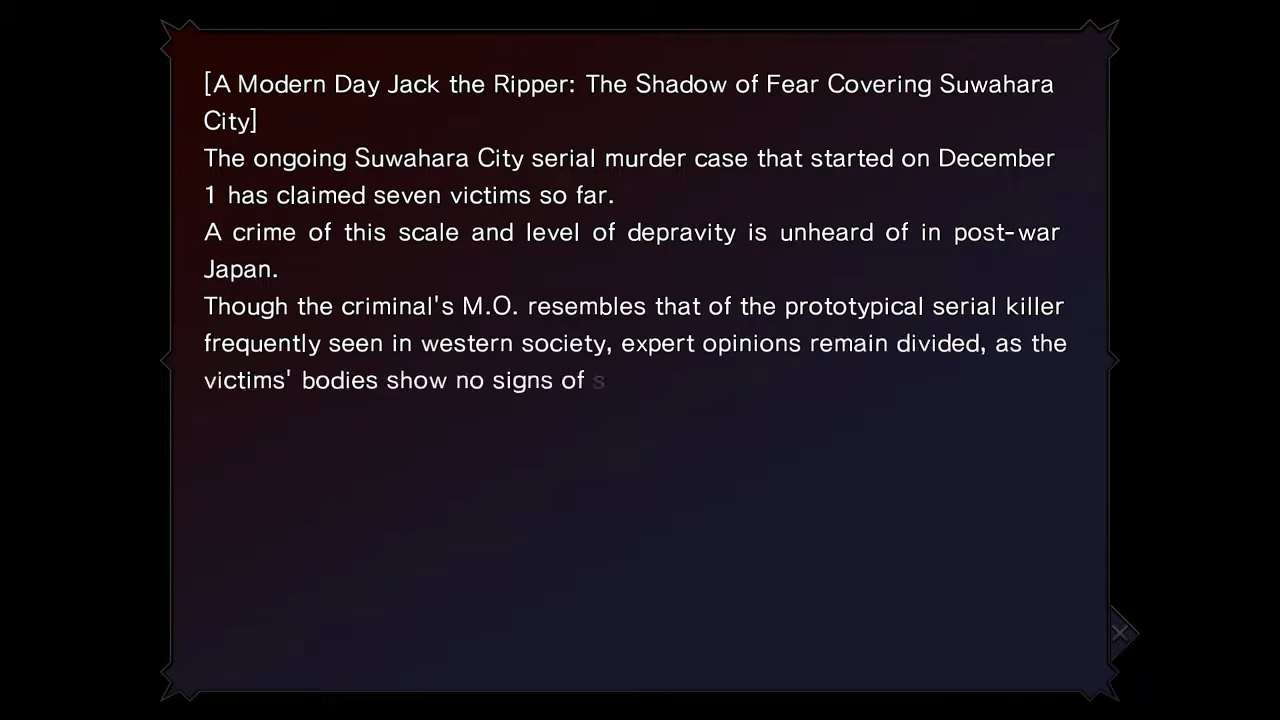 [A Modern Day Jack the Ripper: The Shadow of Fear Covering Suwahara
City]
The ongoing Suwahara City serial murder case that started on December
1 has claimed seven victims so far.
A crime of this scale and level of depravity is unheard of in post-war
Japan.
Though the criminal's M.O. resembles that of the prototypical serial killer
frequently seen in western society, expert opinions remain divided, as the
victims' bodies show no signs of s